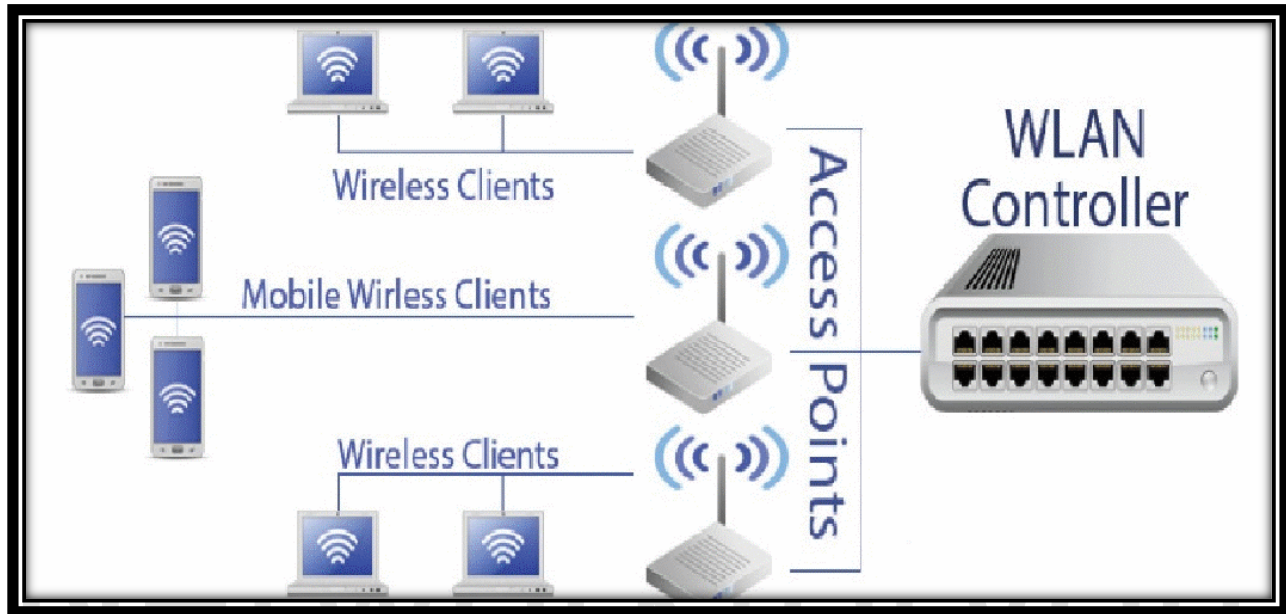 Wireless Clients
Mobile Wirless Clients
Wireless Clients
Access Points
WLAN
Controller